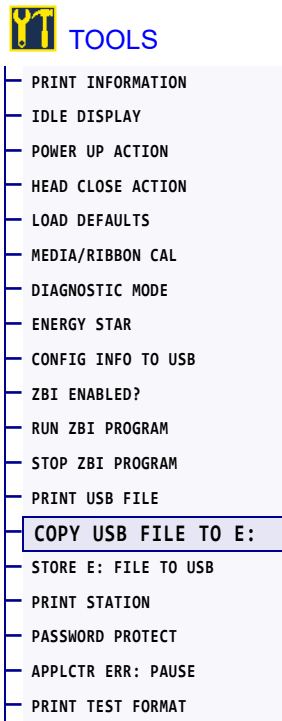 TOOLS
PRINT INFORMATION
IDLE DISPLAY
POWER UP ACTION
HEAD CLOSE ACTION
LOAD DEFAULTS
MEDIA/RIBBON CAL
DIAGNOSTIC MODE
ENERGY STAR
CONFIG INFO TO USB
ZBI ENABLED?
RUN ZBI PROGRAM
STOP ZBI PROGRAM
PRINT USB FILE
COPY USB FILE TO E:
STORE E: FILE TO USB
PRINT STATION
PASSWORD PROTECT
APPLCTR ERR: PAUSE
PRINT TEST FORMAT